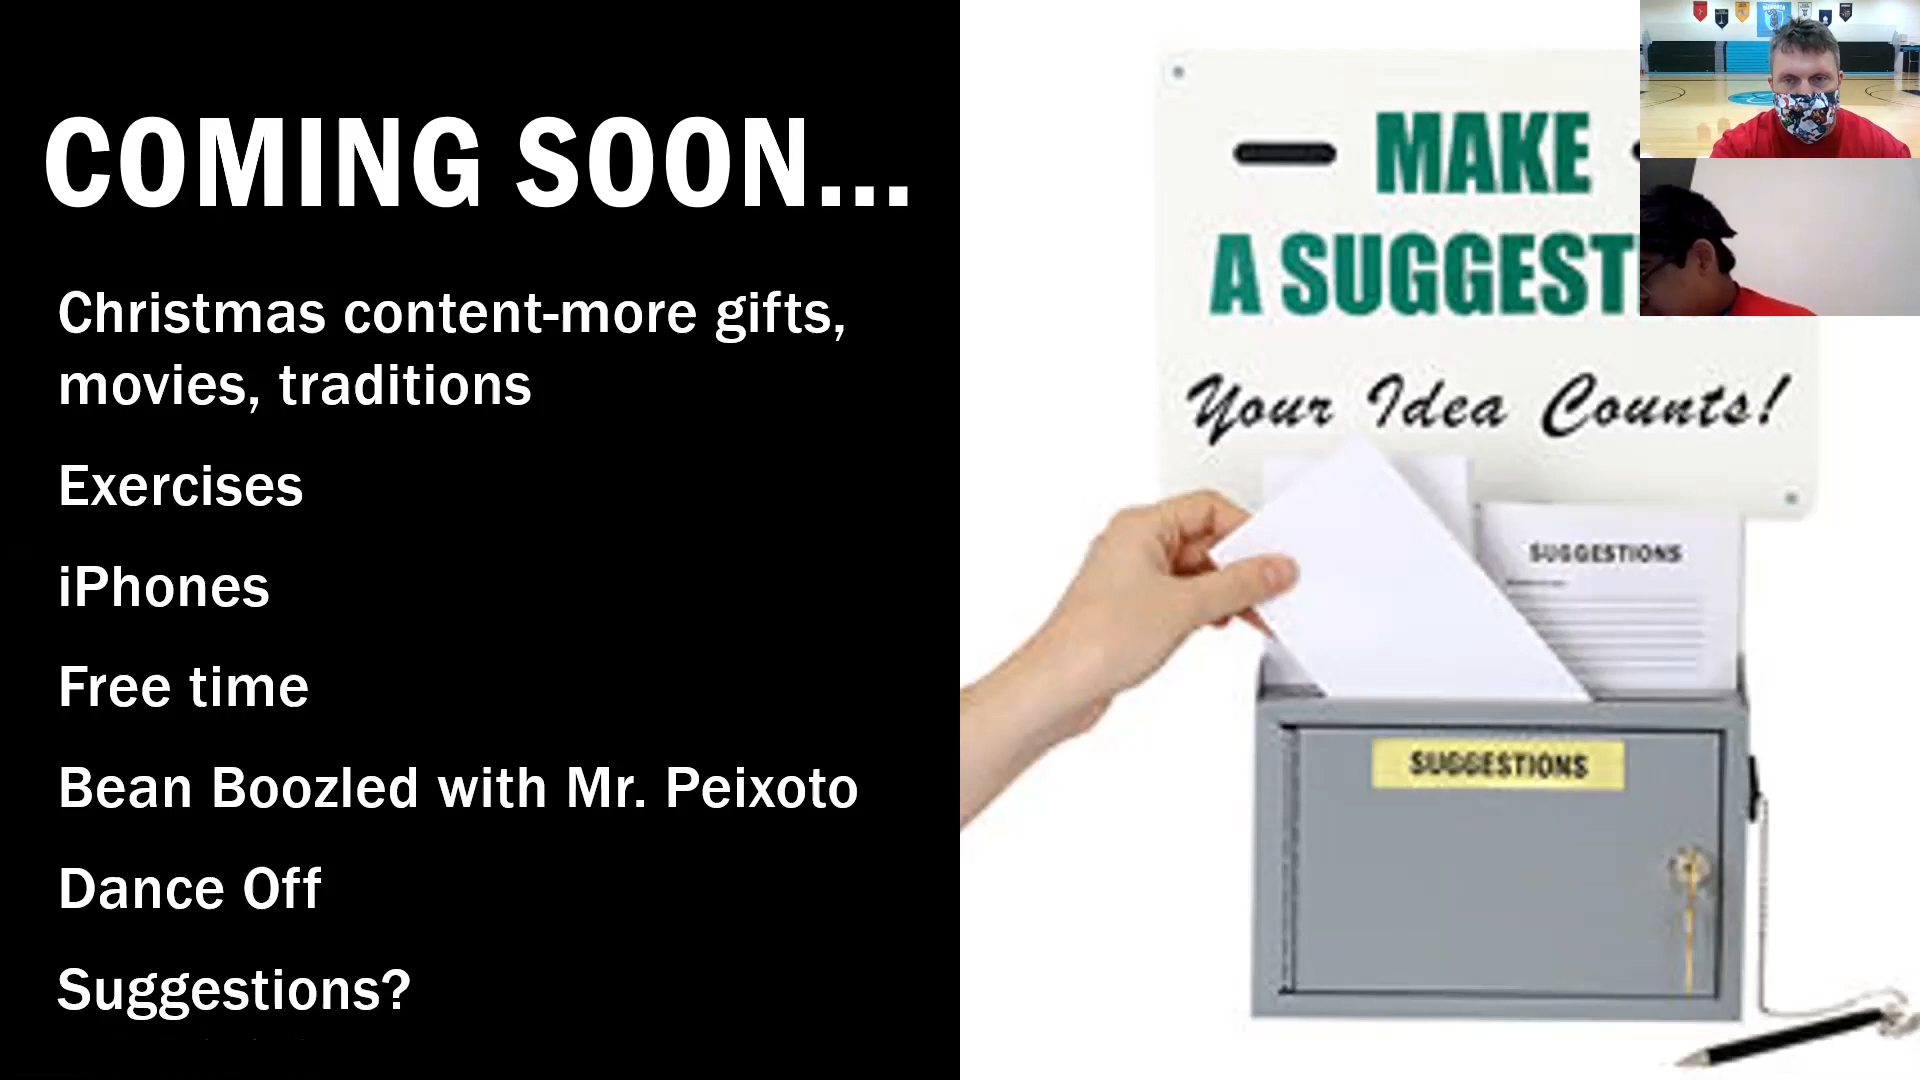 COMING SOON...
Christmas content-more gifts,
movies, traditions
Exercises
iPhones
Free time
Bean Boozled with Mr. Peixoto
Dance Off
Suggestions?
MAKE
A SUGGEST
Your Idea Counts!
SUGGESTIONS
SUGGESTIONS